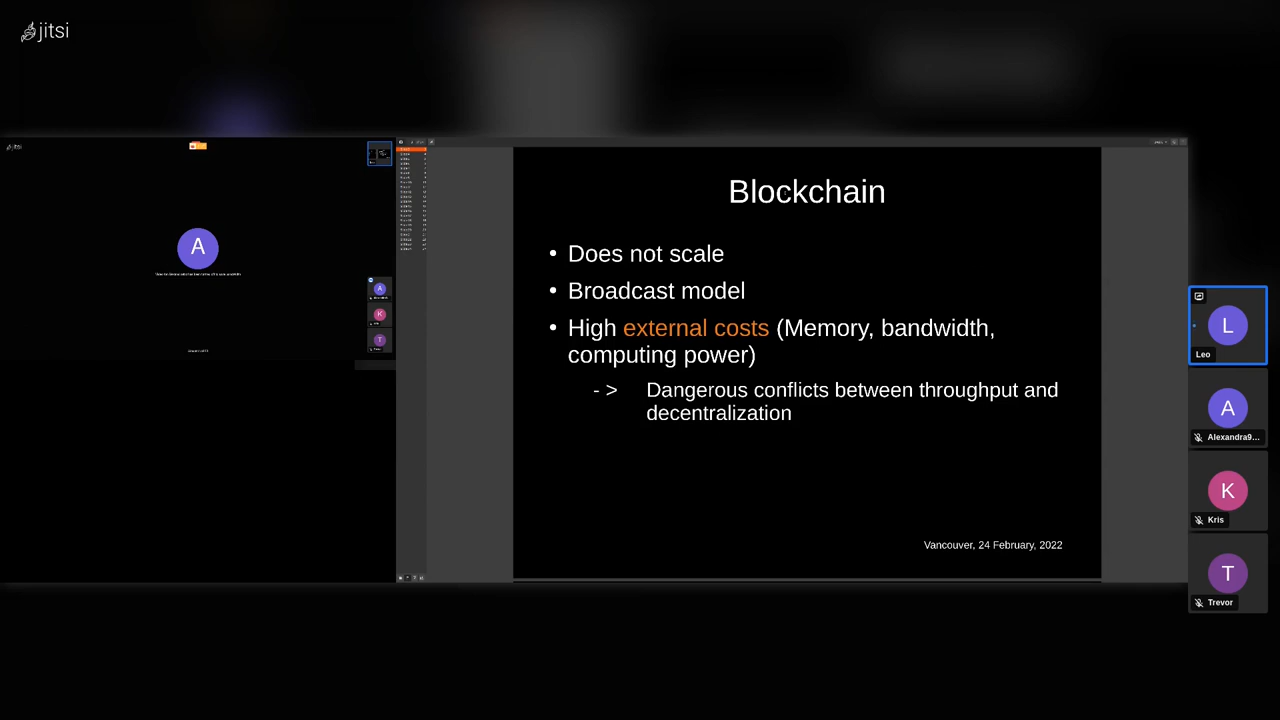 jitsi
jitsi
A
Blockchain
• Does not scale
• Broadcast model
• High external costs (Memory, bandwidth,
computing power)
- > Dangerous conflicts between throughput and
decentralization
Vancouver, 24 February, 2022
L
Leo
A
Alexandra9...
K
Kris
T
Trevor
A
K
T